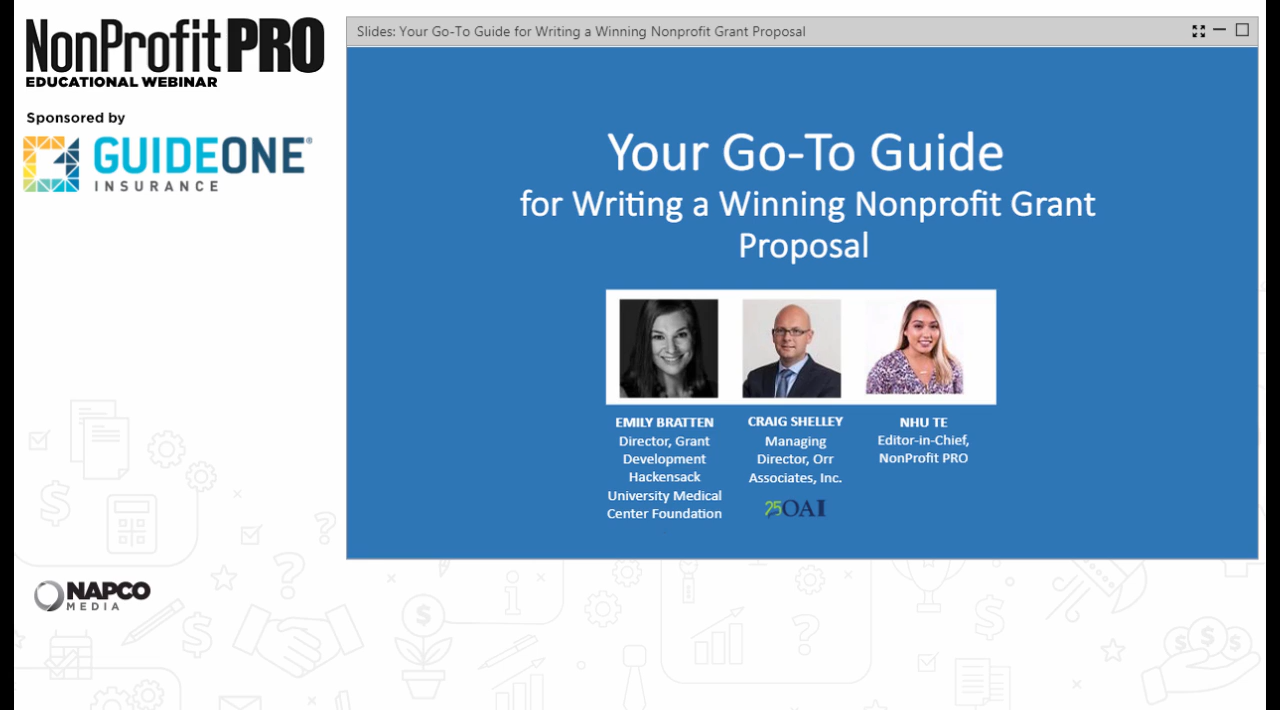 NonProfit PRO
EDUCATIONAL WEBINAR
Sponsored by
GUIDEONE®
INSURANCE
Slides: Your Go-To Guide for Writing a Winning Nonprofit Grant Proposal
Your Go-To Guide
for Writing a Winning Nonprofit Grant
Proposal
EMILY BRATTEN
Director, Grant
Development
Hackensack
University Medical
Center Foundation
CRAIG SHELLEY
Managing
Director, Orr
Associates, Inc.
25OAI
NHU TE
Editor-in-Chief,
NonProfit PRO
NAPCO
MEDIA